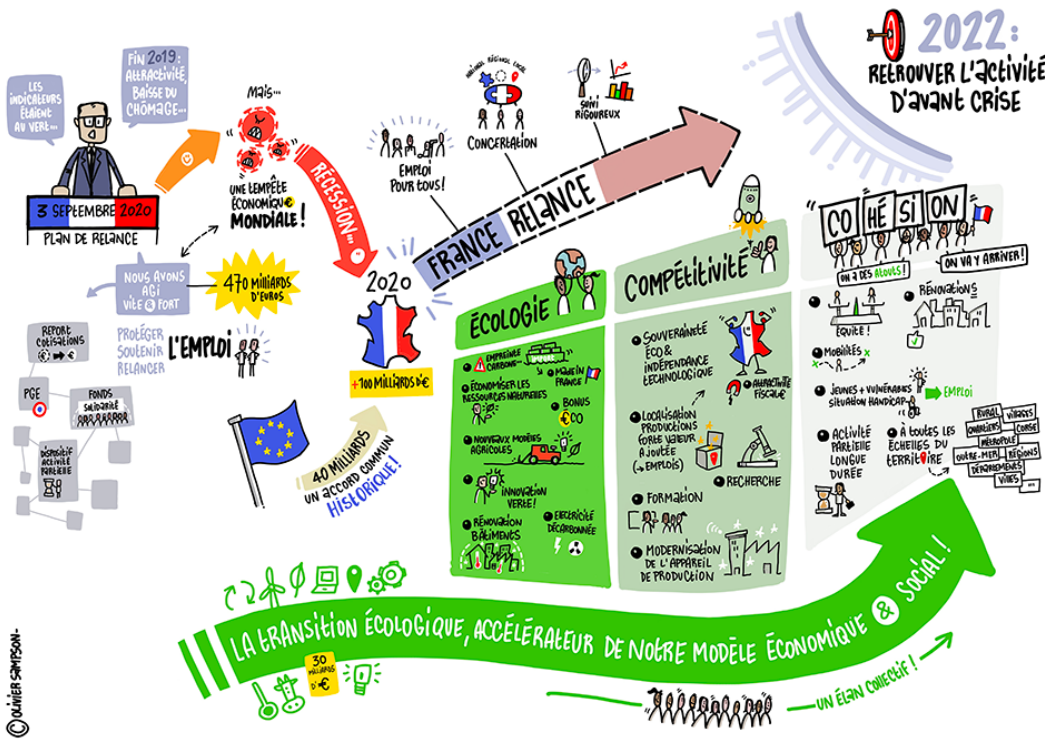 LES
INDICATEURS
ÉTAIENT
AU VERT...
FIN 2019 :
ATTRACTIVITÉ,
BAISSE DU
CHÔMAGE...
3 SEPTEMBRE 2020
PLAN DE RELANCE
MAIS...
UNE TEMPÊTE
ÉCONOMIQU€
MONDIALE !
RÉCESSION...
NOUS AVONS
AGI
VITE & FORT
470 MILLIARDS
D'EUROS
PROTÉGER
SOUTENIR
RELANCER
L'EMPLOI
REPORT
COTISATIONS
PGE
FONDS
SOLIDARITÉ
DISPOSITIF
ACTIVITÉ
PARTIELLE
2020
+100 MILLIARDS D'€
40 MILLIARDS
UN ACCORD COMMUN
HISTORIQUE !
EMPLOI
POUR TOUS !
NATIONAL RÉGIONAL LOCAL
CONCERTATION
SUIVI
RIGOUREUX
FRANCE RELANCE
2022 :
RETROUVER L'ACTIVITÉ
D'AVANT CRISE
ÉCOLOGIE
EMPREINTE
CARBONE...
MADE IN
FRANCE
ÉCONOMISER LES
RESSOURCES NATURELLES
BONUS
€CO
NOUVEAUX MODÈLES
AGRICOLES
INNOVATION
VERTE !
RÉNOVATION
BÂTIMENTS
ELECTRICITÉ
DÉCARBONNÉE
COMPÉTITIVITÉ
SOUVERAINETÉ
ÉCO &
INDÉPENDANCE
TECHNOLOGIQUE
ATTRACTIVITÉ
FISCALE
LOCALISATION
PRODUCTIONS
FORTE VALEUR
AJOUTÉE
(→ EMPLOIS)
RECHERCHE
FORMATION
MODERNISATION
DE L'APPAREIL
DE PRODUCTION
COHÉSION
ON A DES ATOUTS !
ON VA Y ARRIVER !
ÉQUITÉ !
RÉNOVATIONS
MOBILITÉS
JEUNES + VULNÉRABLES
SITUATION HANDICAP
EMPLOI
ACTIVITÉ
PARTIELLE
LONGUE
DURÉE
À TOUTES LES
ÉCHELLES DU
TERRITOIRE
RURAL
VILLAGES
QUARTIERS
CORSE
MÉTROPOLE
OUTRE-MER
RÉGIONS
DÉPARTEMENTS
VILLES
LA TRANSITION ÉCOLOGIQUE, ACCÉLÉRATEUR DE NOTRE MODÈLE ÉCONOMIQUE & SOCIAL !
30
MILLIARDS
D'€
UN ÉLAN COLLECTIF !
© OLIVIER SAMPSON-